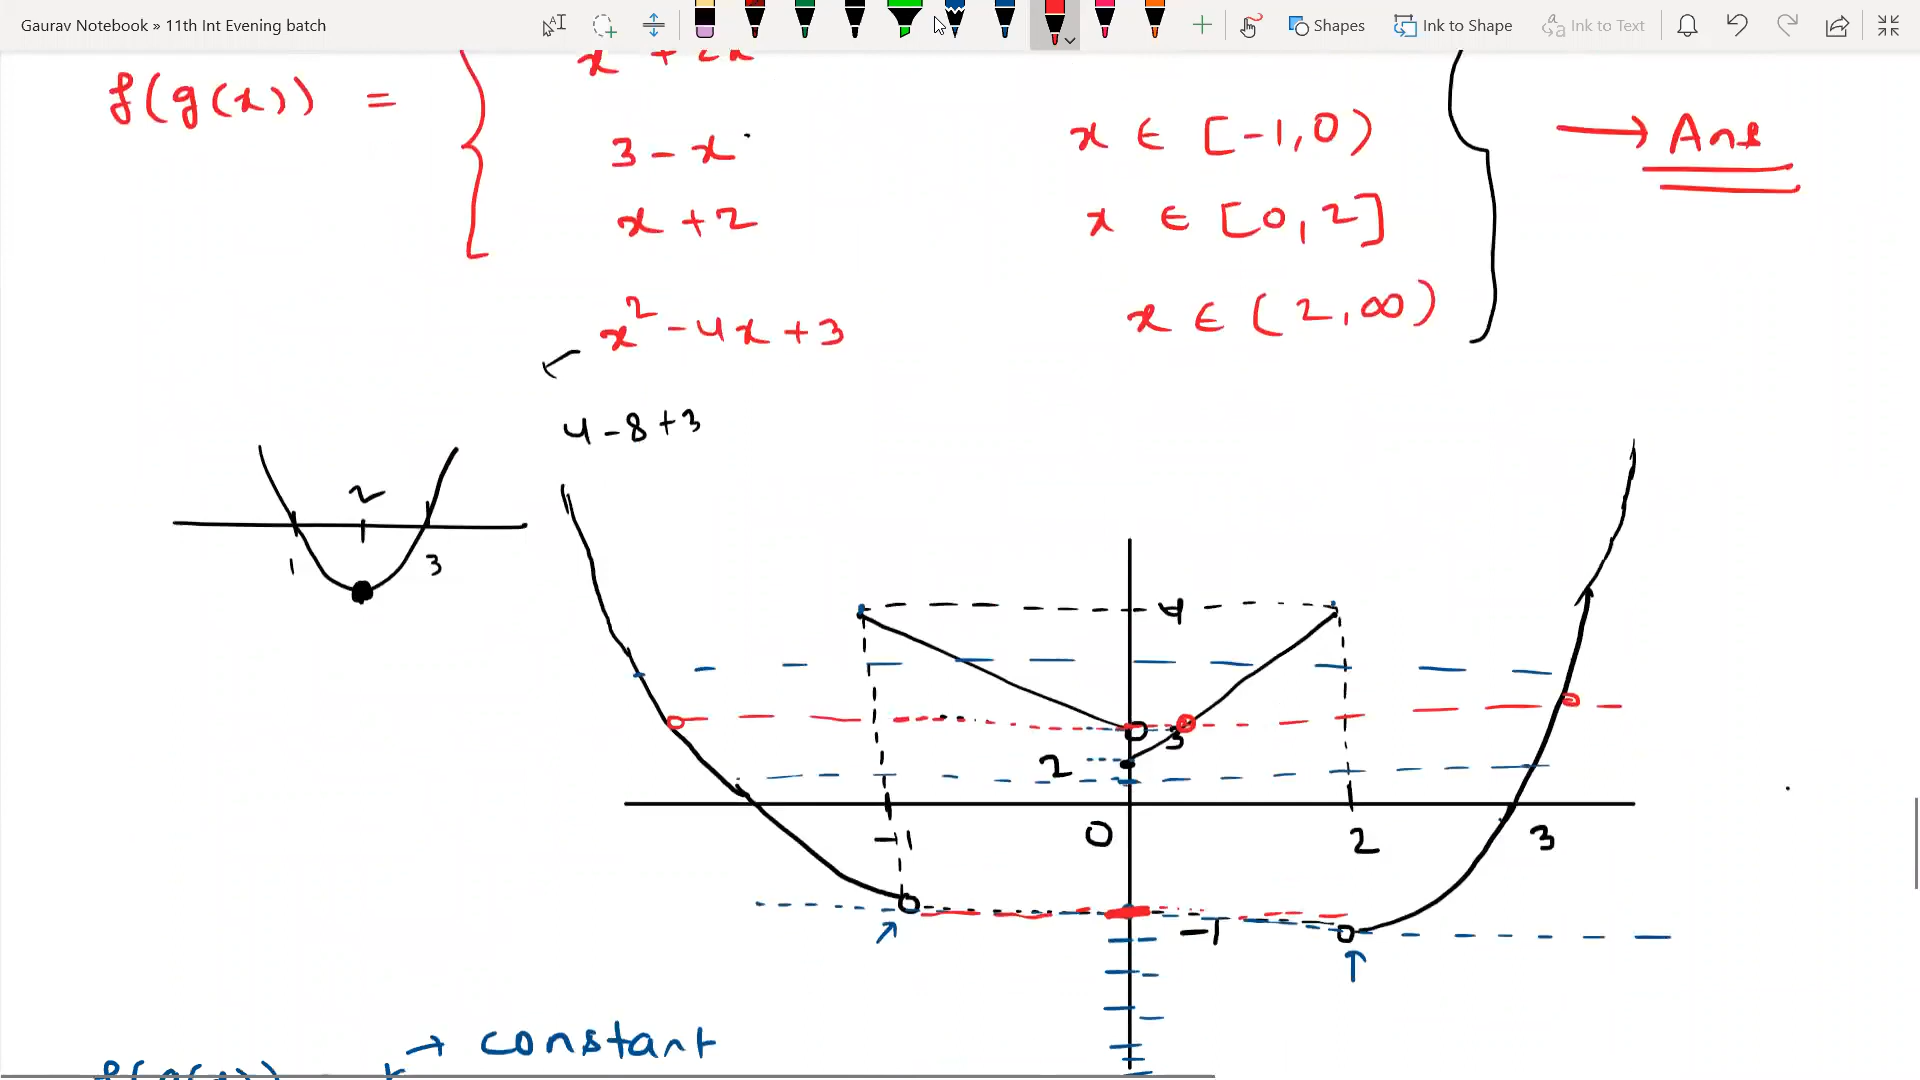 Gaurav Notebook » 11th Int Evening batch
Shapes
Ink to Shape
Ink to Text
f(g(x)) =
3 - x
x ∈ [-1, 0)
→ Ans
x + 2
x ∈ [0, 2]
x² - 4x + 3
x ∈ (2, ∞)
4 - 8 + 3
2
1
3
4
3
2
-1
0
2
3
-1
→ constant